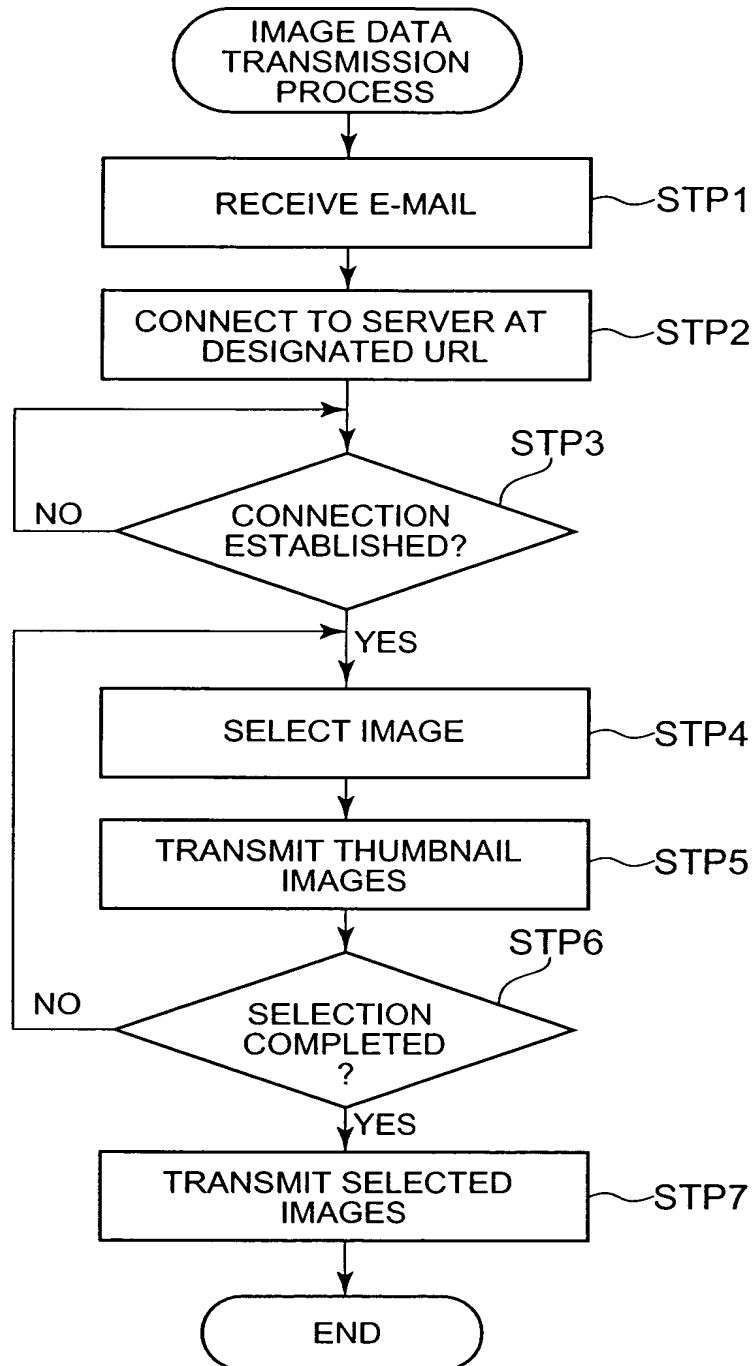 IMAGE DATA
TRANSMISSION
PROCESS
RECEIVE E-MAIL
STP1
CONNECT TO SERVER AT
DESIGNATED URL
STP2
STP3
NO
CONNECTION
ESTABLISHED?
YES
SELECT IMAGE
STP4
TRANSMIT THUMBNAIL
IMAGES
STP5
STP6
NO
SELECTION
COMPLETED
?
YES
TRANSMIT SELECTED
IMAGES
STP7
END